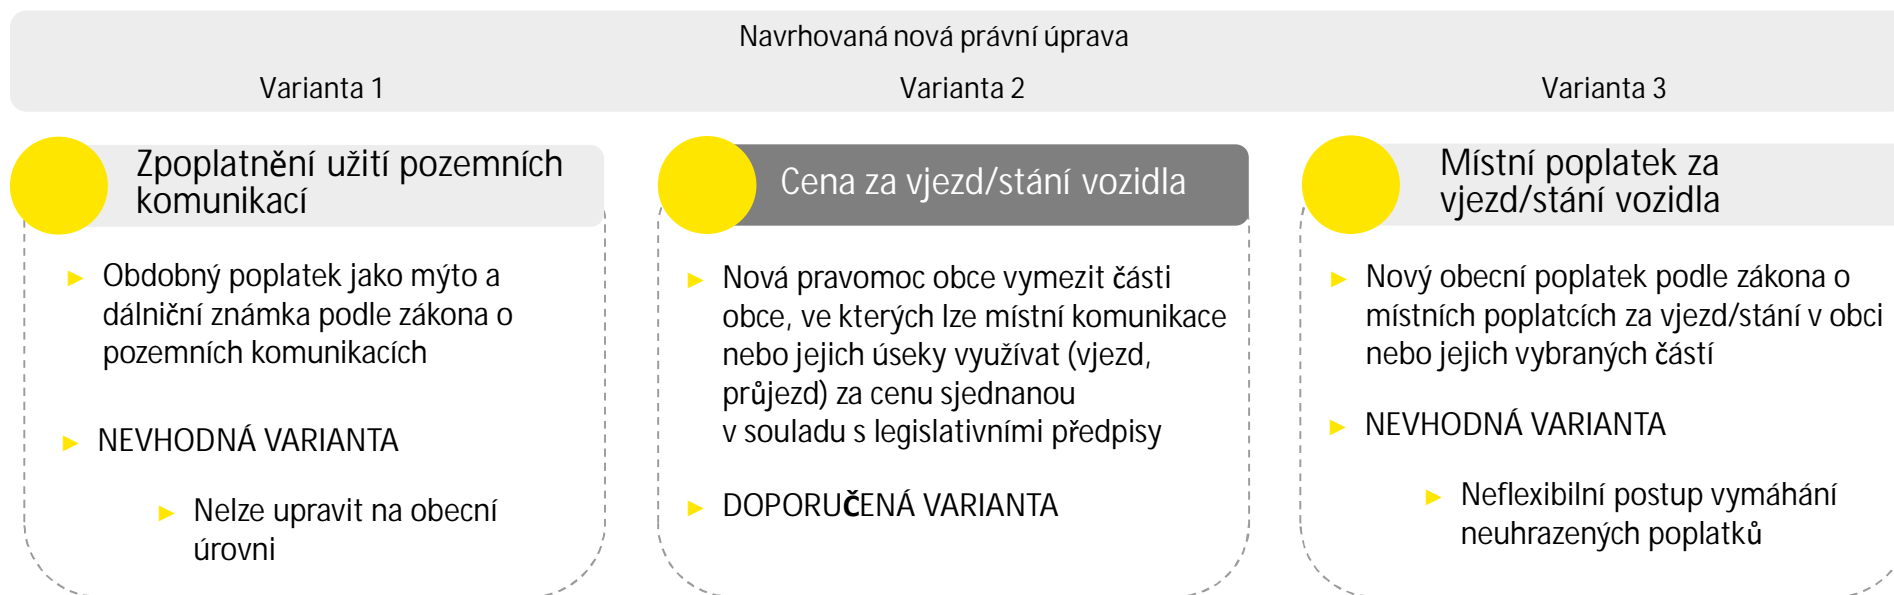 Navrhovaná nová právní úprava
Varianta 1
Varianta 2
Varianta 3
Zpoplatnění užití pozemních
komunikací
► Obdobný poplatek jako mýto a
dálniční známka podle zákona o
pozemních komunikacích
► NEVHODNÁ VARIANTA
► Nelze upravit na obecní
úrovni
Cena za vjezd/stání vozidla
► Nová pravomoc obce vymezit části
obce, ve kterých lze místní komunikace
nebo jejich úseky využívat (vjezd,
průjezd) za cenu sjednanou
v souladu s legislativními předpisy
► DOPORUČENÁ VARIANTA
Místní poplatek za
vjezd/stání vozidla
► Nový obecní poplatek podle zákona o
místních poplatcích za vjezd/stání v obci
nebo jejich vybraných částí
► NEVHODNÁ VARIANTA
► Neflexibilní postup vymáhání
neuhrazených poplatků